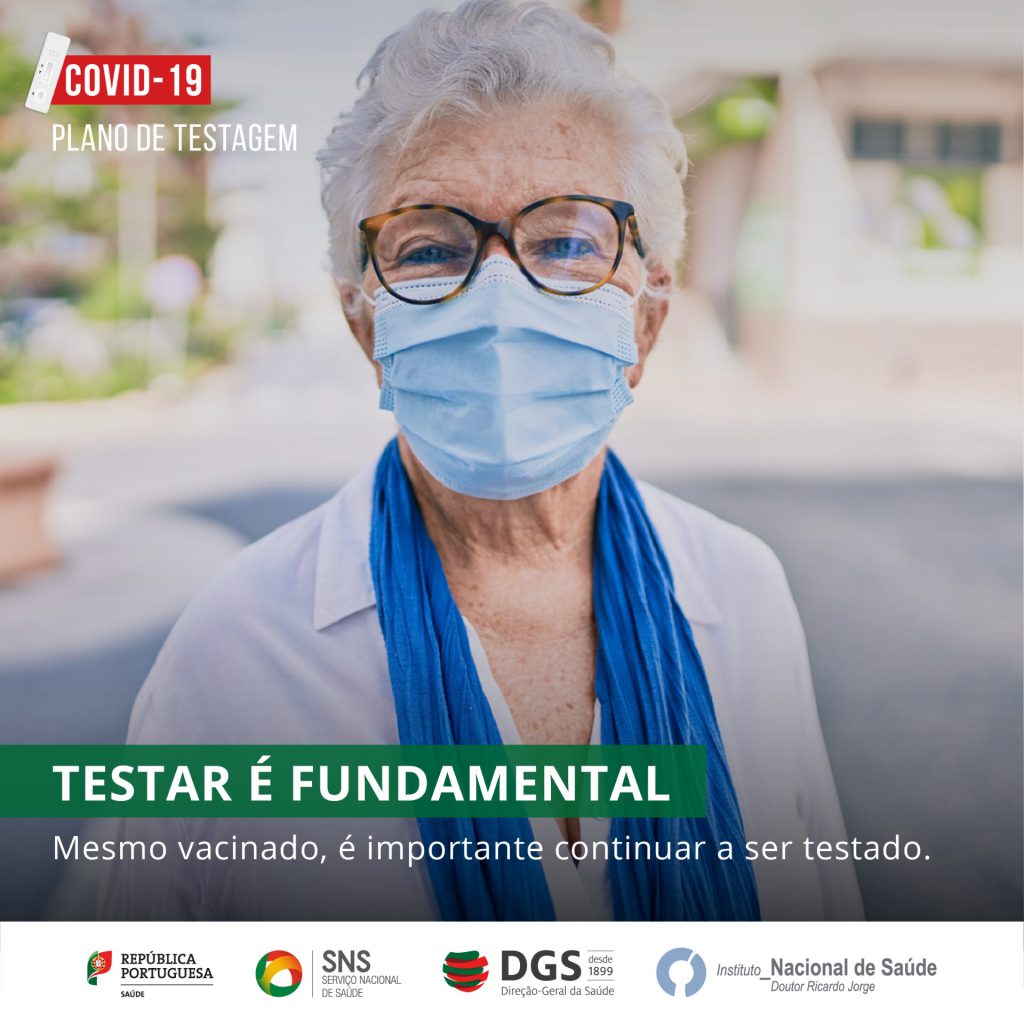 COVID-19
PLANO DE TESTAGEM
TESTAR É FUNDAMENTAL
Mesmo vacinado, é importante continuar a ser testado.
REPÚBLICA
PORTUGUESA
SAÚDE
SNS
SERVIÇO NACIONAL
DE SAÚDE
DGS
desde
1899
Direção-Geral da Saúde
Instituto_Nacional de Saúde
Doutor Ricardo Jorge